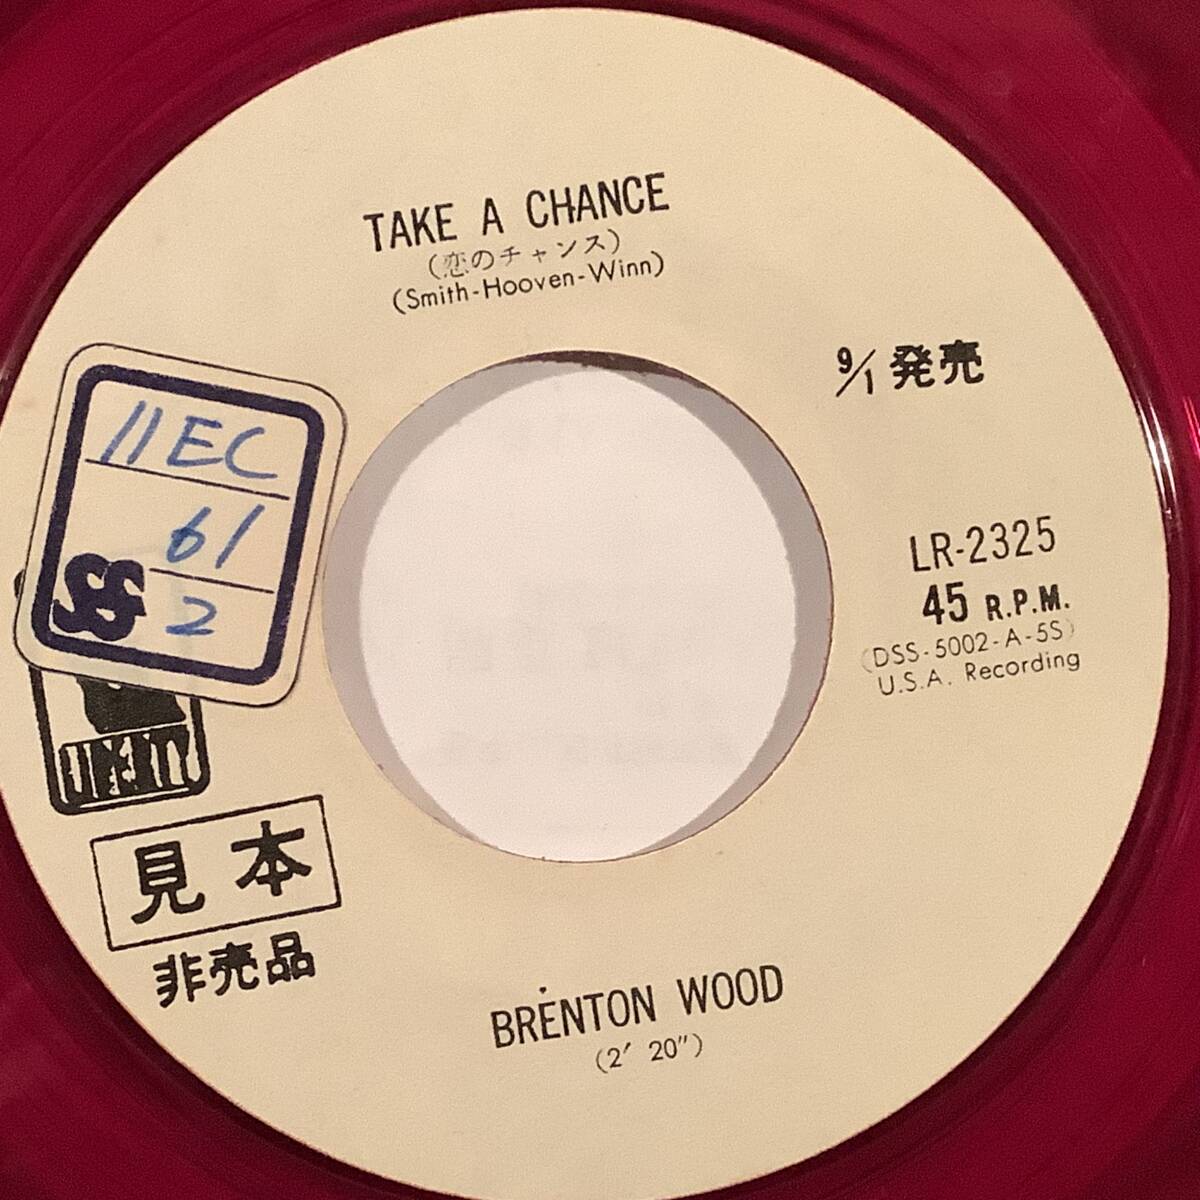 TAKE A CHANCE
(恋のチャンス)
(Smith-Hooven-Winn)
9/1 発売
11EC
61
2
LR-2325
45 R.P.M.
(DSS-5002-A-5S)
U.S.A. Recording
LIBERTY
見本
非売品
BRENTON WOOD
(2' 20")